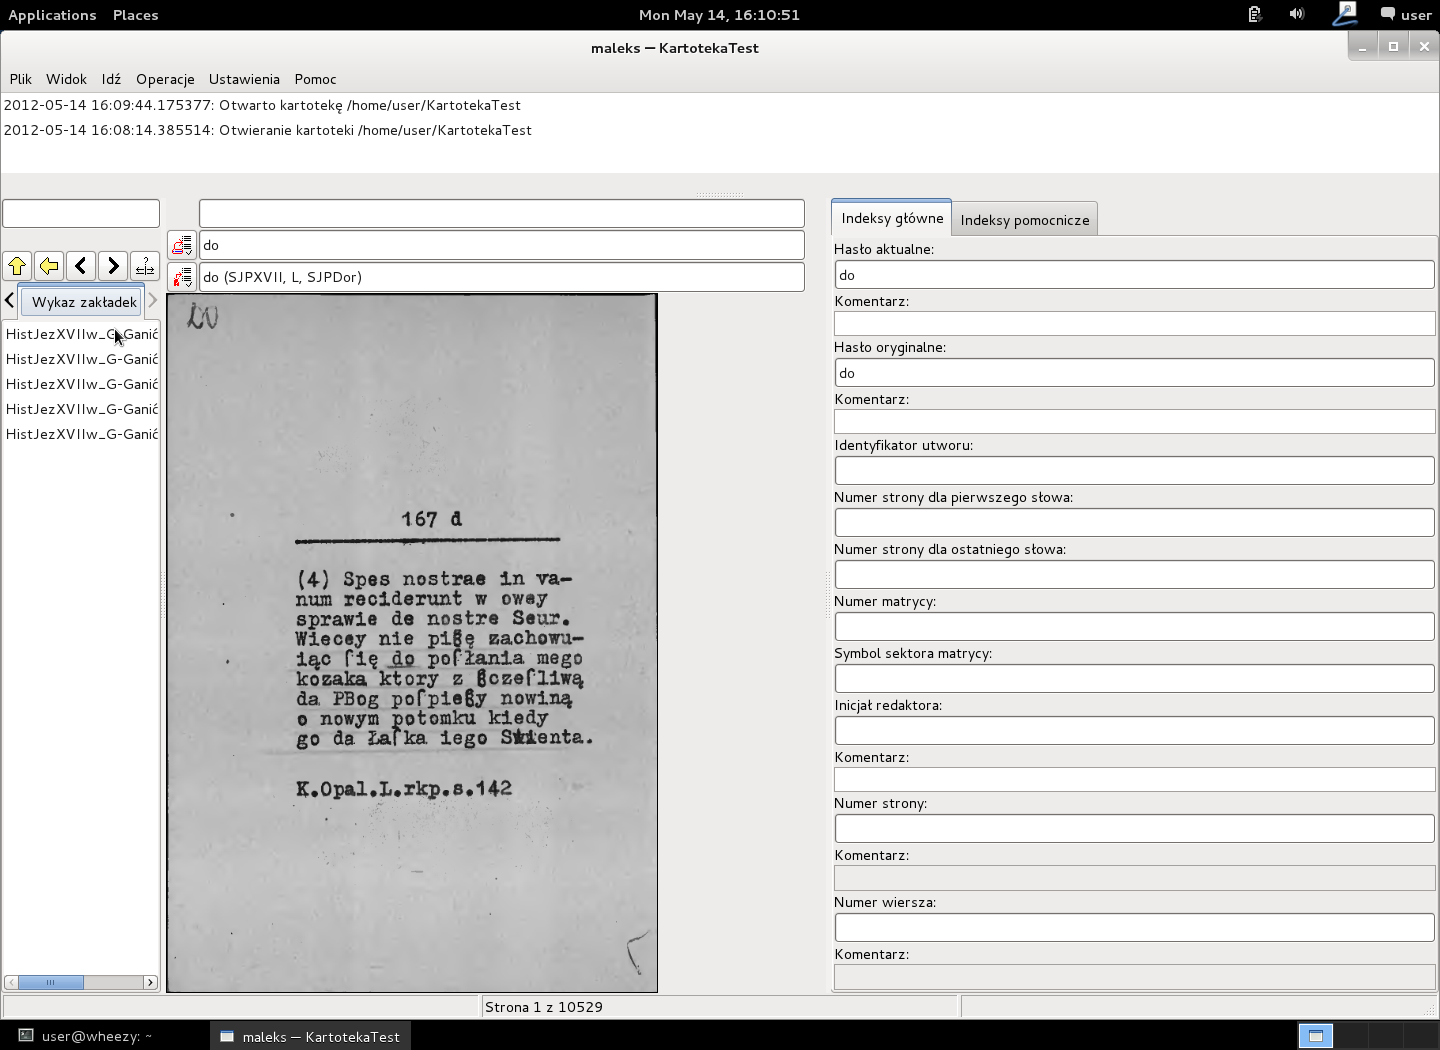 Applications Places Mon May 14, 16:10:51 user
maleks — KartotekaTest
Plik Widok Idź Operacje Ustawienia Pomoc
2012-05-14 16:09:44.175377: Otwarto kartotekę /home/user/KartotekaTest
2012-05-14 16:08:14.385514: Otwieranie kartoteki /home/user/KartotekaTest
do
do (SJPXVII, L, SJPDor)
Wykaz zakładek
HistJezXVIIw_G-Ganić
HistJezXVIIw_G-Ganić
HistJezXVIIw_G-Ganić
HistJezXVIIw_G-Ganić
HistJezXVIIw_G-Ganić
167 d
(4) Spes nostrae in va-
num reciderunt w owey
sprawie de nostre Seur.
Wiecey nie pißę zachowu-
iąc ſię do poſłania mego
kozaka ktory z ßczeſliwą
da PBog poſpießy nowiną
o nowym potomku kiedy
go da Łaſka iego Swienta.
K.Opal.L.rkp.s.142
Indeksy główne Indeksy pomocnicze
Hasło aktualne:
do
Komentarz:
Hasło oryginalne:
do
Komentarz:
Identyfikator utworu:
Numer strony dla pierwszego słowa:
Numer strony dla ostatniego słowa:
Numer matrycy:
Symbol sektora matrycy:
Inicjał redaktora:
Komentarz:
Numer strony:
Komentarz:
Numer wiersza:
Komentarz:
Strona 1 z 10529
user@wheezy: ~ maleks — KartotekaTest